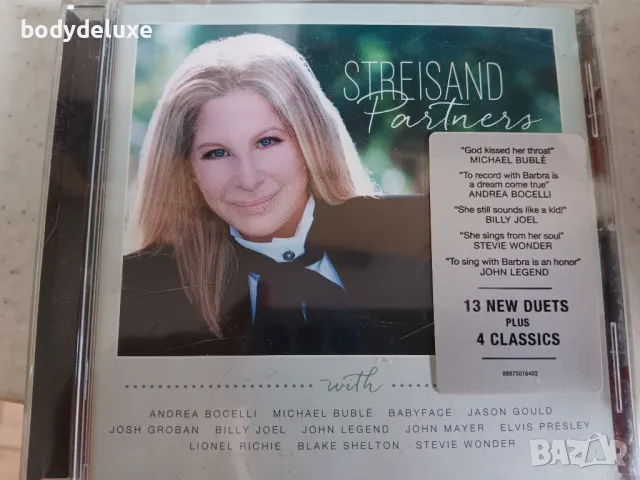 bodydeluxe
STREISAND
Partners
"God kissed her throat"
MICHAEL BUBLÉ
"To record with Barbra is
a dream come true"
ANDREA BOCELLI
"She still sounds like a kid!"
BILLY JOEL
"She sings from her soul"
STEVIE WONDER
"To sing with Barbra is an honor"
JOHN LEGEND
13 NEW DUETS
PLUS
4 CLASSICS
88875016402
with
ANDREA BOCELLI MICHAEL BUBLÉ BABYFACE JASON GOULD
JOSH GROBAN BILLY JOEL JOHN LEGEND JOHN MAYER ELVIS PRESLEY
LIONEL RICHIE BLAKE SHELTON STEVIE WONDER
BAZAR
bg